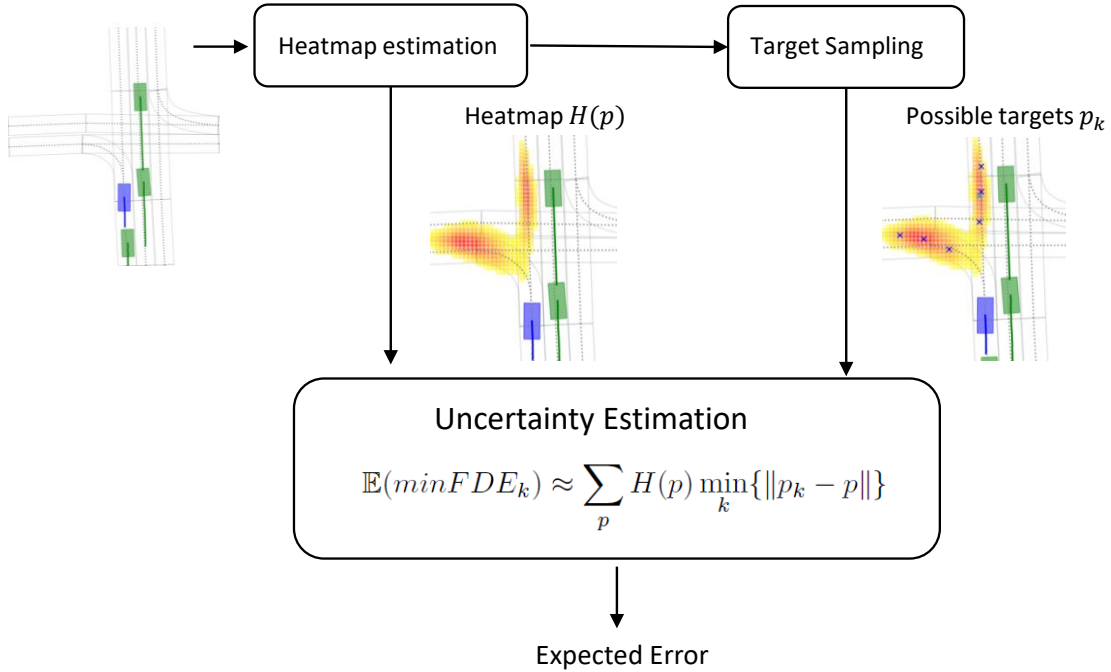 Heatmap estimation
Target Sampling
Heatmap H(p)
Possible targets p_k
Uncertainty Estimation
𝔼(minFDE_k) ≈ ∑_p H(p) min_k{‖p_k − p‖}
Expected Error